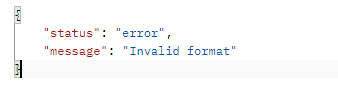 {
    "status": "error",
    "message": "Invalid format"
}